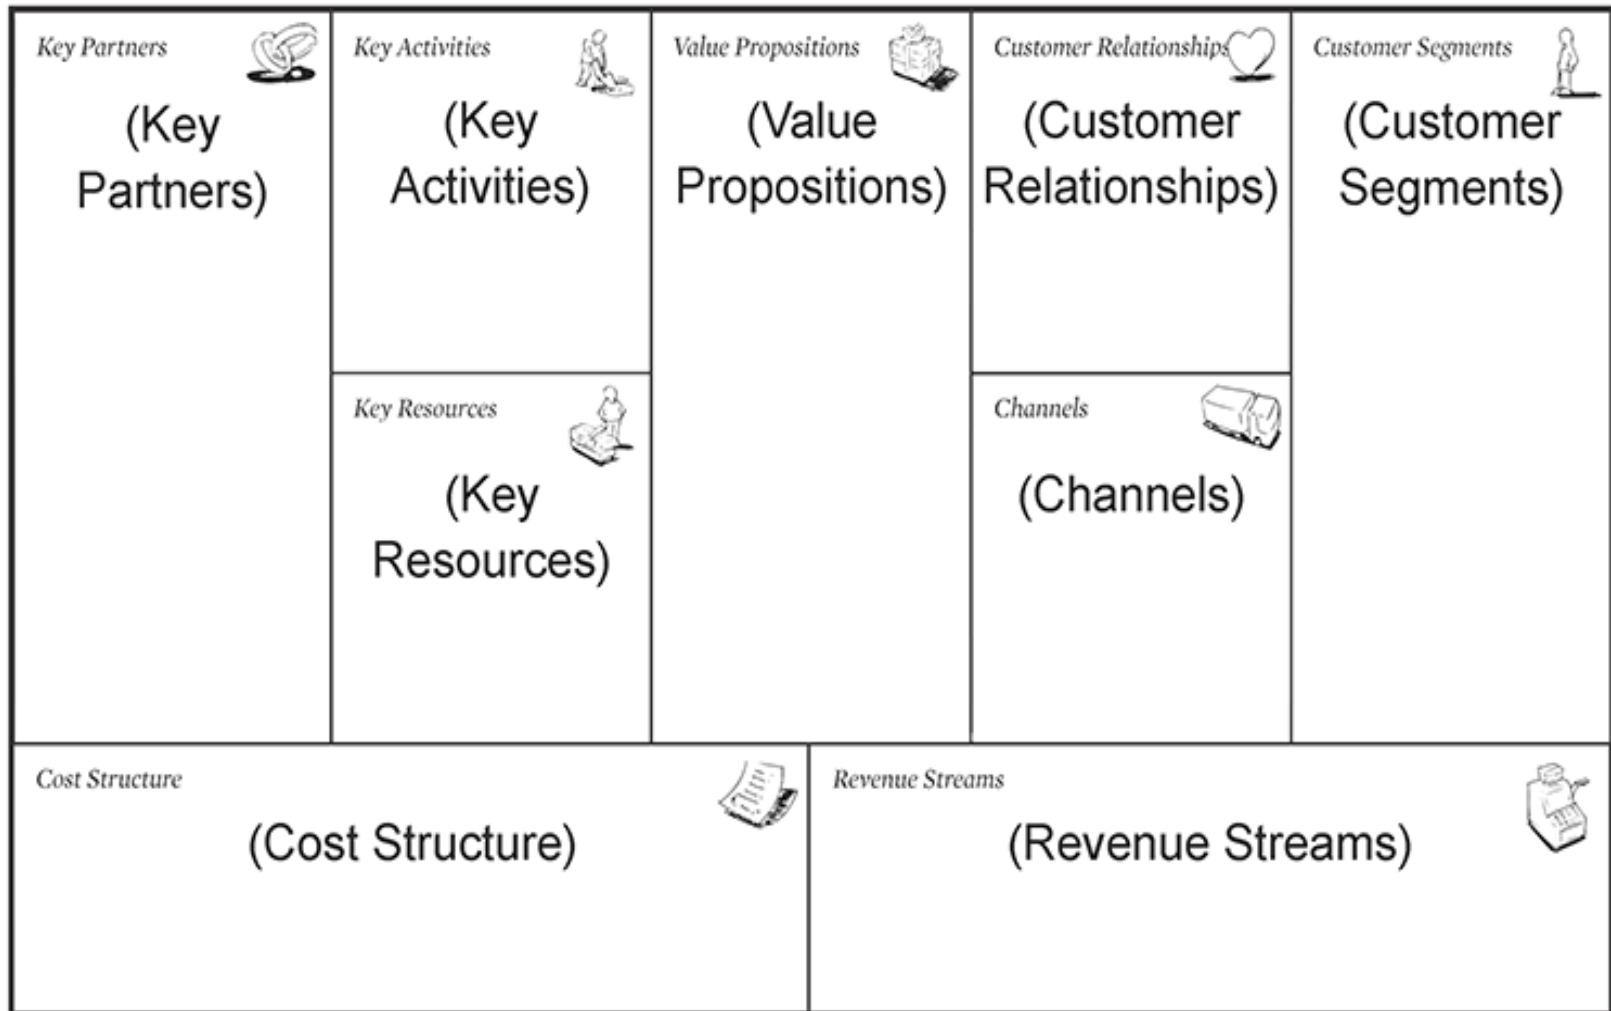 Key Partners
(Key
Partners)
Key Activities
(Key
Activities)
Key Resources
(Key
Resources)
Value Propositions
(Value
Propositions)
Customer Relationships
(Customer
Relationships)
Channels
(Channels)
Customer Segments
(Customer
Segments)
Cost Structure
(Cost Structure)
Revenue Streams
(Revenue Streams)